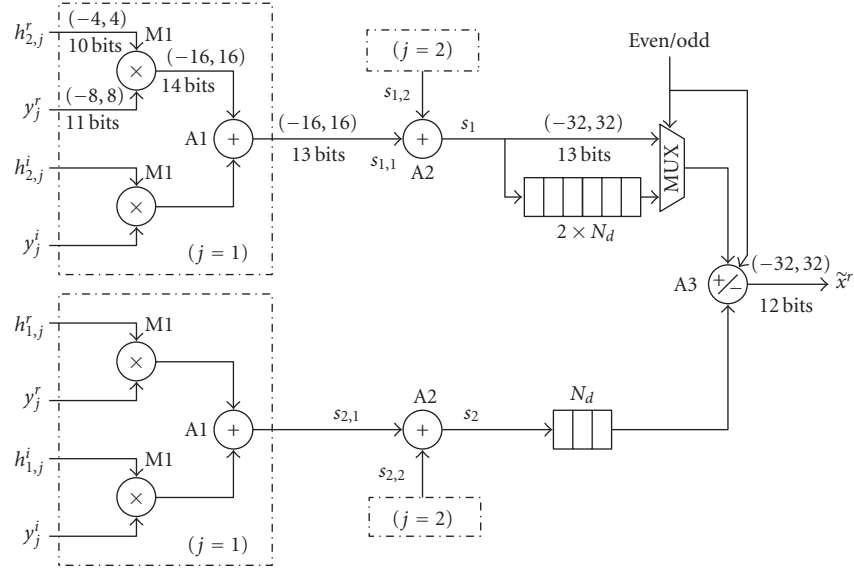 h^r_{2,j} (−4, 4) 10 bits M1 ×
(−16, 16) 14 bits
y^r_j (−8, 8) 11 bits
A1 +
h^i_{2,j} M1 ×
y^i_j
(j = 1)
(−16, 16)
13 bits
s_{1,1}
(j = 2)
s_{1,2}
+
A2
s_1
(−32, 32)
13 bits
2 × N_d
Even/odd
MUX
A3 +/−
(−32, 32)
12 bits
x̃^r
h^r_{1,j} M1 ×
y^r_j
A1 +
h^i_{1,j} M1 ×
y^i_j
(j = 1)
s_{2,1}
A2
+
s_{2,2}
(j = 2)
s_2
N_d